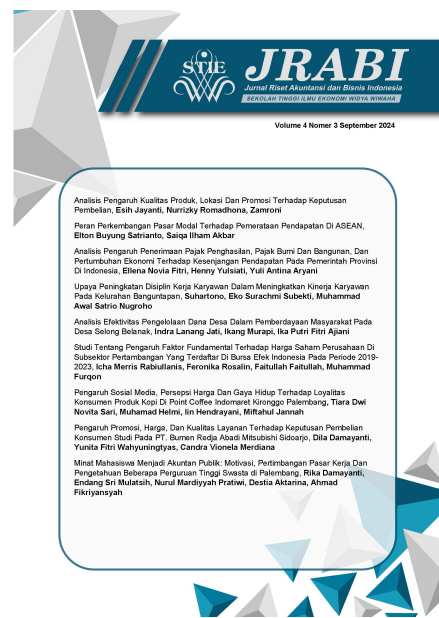 STIE
JRABI
Jurnal Riset Akuntansi dan Bisnis Indonesia
SEKOLAH TINGGI ILMU EKONOMI WIDYA WIWAHA
Volume 4 Nomer 3 September 2024
Analisis Pengaruh Kualitas Produk, Lokasi Dan Promosi Terhadap Keputusan
Pembelian, Esih Jayanti, Nurrizky Romadhona, Zamroni
Peran Perkembangan Pasar Modal Terhadap Pemerataan Pendapatan Di ASEAN,
Elton Buyung Satrianto, Saiqa Ilham Akbar
Analisis Pengaruh Penerimaan Pajak Penghasilan, Pajak Bumi Dan Bangunan, Dan
Pertumbuhan Ekonomi Terhadap Kesenjangan Pendapatan Pada Pemerintah Provinsi
Di Indonesia, Ellena Novia Fitri, Henny Yulsiati, Yuli Antina Aryani
Upaya Peningkatan Disiplin Kerja Karyawan Dalam Meningkatkan Kinerja Karyawan
Pada Kelurahan Banguntapan, Suhartono, Eko Surachmi Subekti, Muhammad
Awal Satrio Nugroho
Analisis Efektivitas Pengelolaan Dana Desa Dalam Pemberdayaan Masyarakat Pada
Desa Selong Belanak, Indra Lanang Jati, Ikang Murapi, Ika Putri Fitri Ajiani
Studi Tentang Pengaruh Faktor Fundamental Terhadap Harga Saham Perusahaan Di
Subsektor Pertambangan Yang Terdaftar Di Bursa Efek Indonesia Pada Periode 2019-
2023, Icha Merris Rabiullanis, Feronika Rosalin, Faitullah Faitullah, Muhammad
Furqon
Pengaruh Sosial Media, Persepsi Harga Dan Gaya Hidup Terhadap Loyalitas
Konsumen Produk Kopi Di Point Coffee Indomaret Kironggo Palembang, Tiara Dwi
Novita Sari, Muhamad Helmi, Iin Hendrayani, Miftahul Jannah
Pengaruh Promosi, Harga, Dan Kualitas Layanan Terhadap Keputusan Pembelian
Konsumen Studi Pada PT. Bumen Redja Abadi Mitsubishi Sidoarjo, Dila Damayanti,
Yunita Fitri Wahyuningtyas, Candra Vionela Merdiana
Minat Mahasiswa Menjadi Akuntan Publik: Motivasi, Pertimbangan Pasar Kerja Dan
Pengetahuan Beberapa Perguruan Tinggi Swasta di Palembang, Rika Damayanti,
Endang Sri Mulatsih, Nurul Mardiyyah Pratiwi, Destia Aktarina, Ahmad
Fikriyansyah